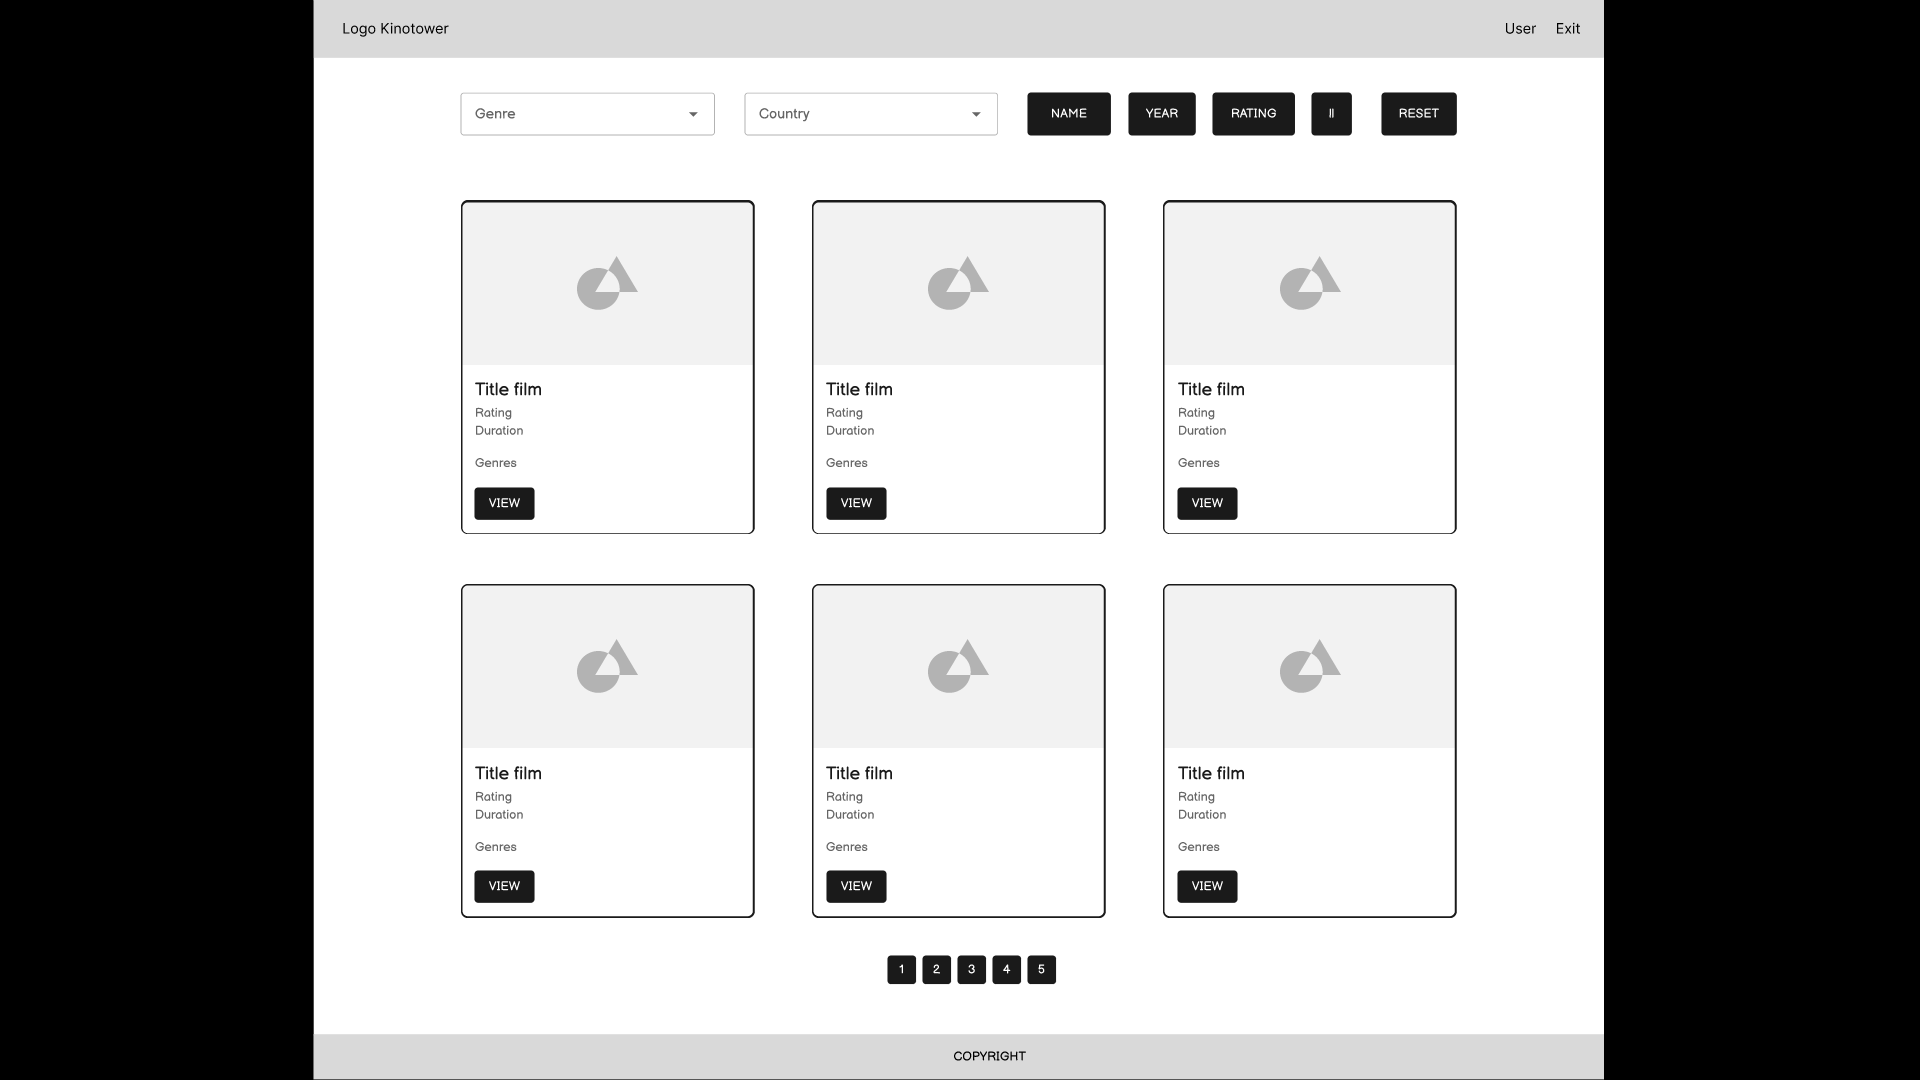 Logo Kinotower User Exit
Genre Country NAME YEAR RATING II RESET
Title film Title film Title film
Rating Rating Rating
Duration Duration Duration
Genres Genres Genres
VIEW VIEW VIEW
Title film Title film Title film
Rating Rating Rating
Duration Duration Duration
Genres Genres Genres
VIEW VIEW VIEW
1 2 3 4 5
COPYRIGHT